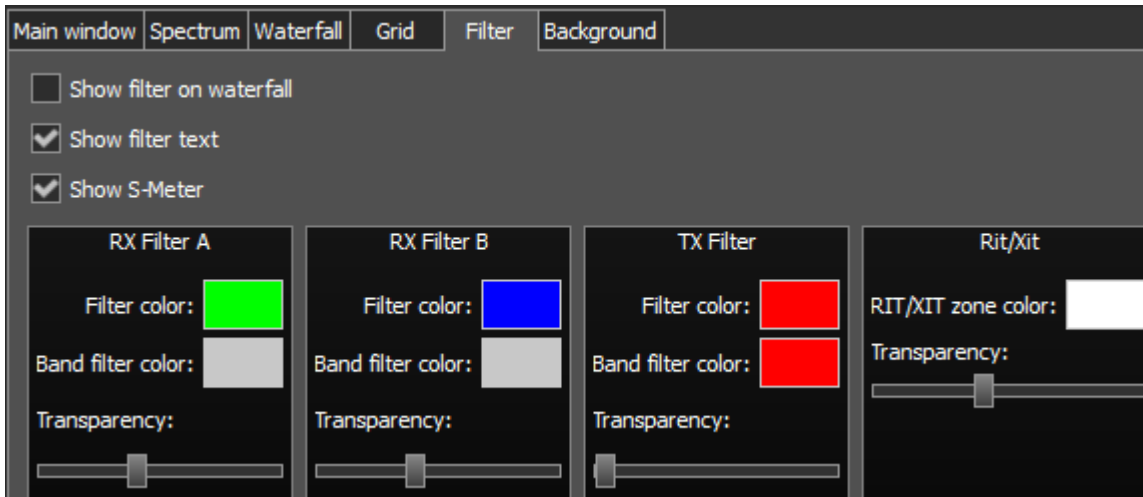 Main window Spectrum Waterfall Grid Filter Background
Show filter on waterfall
Show filter text
Show S-Meter
RX Filter A
Filter color:
Band filter color:
Transparency:
RX Filter B
Filter color:
Band filter color:
Transparency:
TX Filter
Filter color:
Band filter color:
Transparency:
Rit/Xit
RIT/XIT zone color:
Transparency: